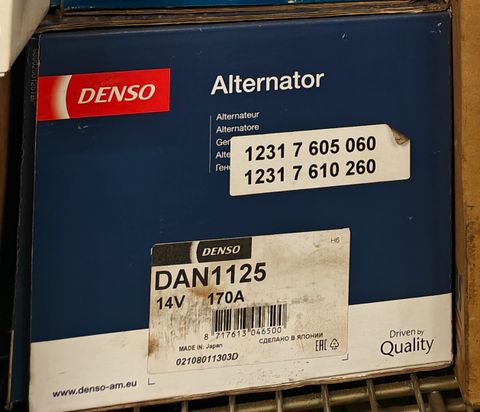 DENSO
Alternator
Alternateur
Alternatore
1231 7 605 060
1231 7 610 260
DENSO
H6
DAN1125
14V 170A
8 717613 046500
MADE IN: Japan
СДЕЛАНО В ЯПОНИИ
EAC
02108011303D
www.denso-am.eu
Driven by
Quality